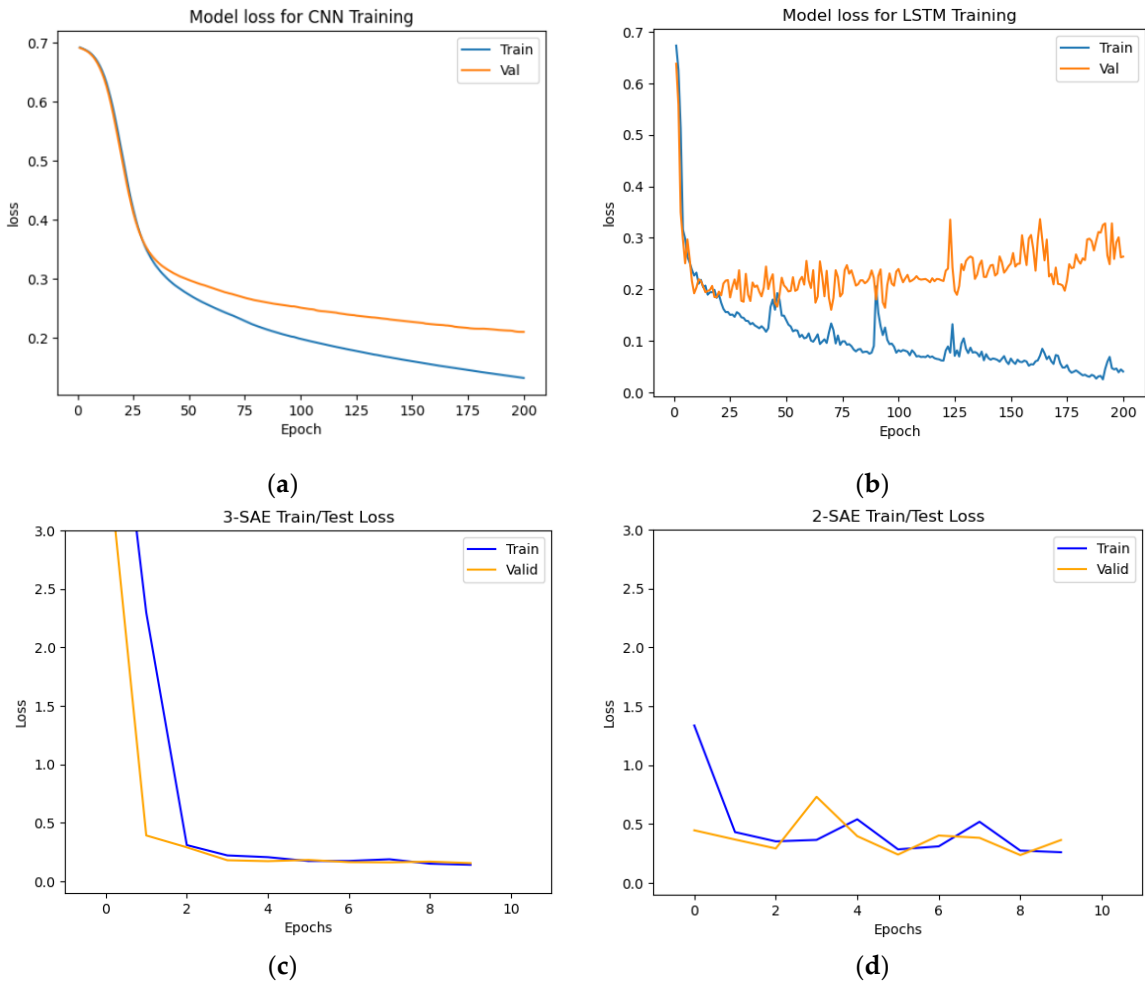 Model loss for CNN Training
0.7
0.6
0.5
0.4
0.3
0.2
loss
Train
Val
0 25 50 75 100 125 150 175 200
Epoch
(a)
Model loss for LSTM Training
0.7
0.6
0.5
0.4
0.3
0.2
0.1
0.0
loss
Train
Val
0 25 50 75 100 125 150 175 200
Epoch
(b)
3-SAE Train/Test Loss
3.0
2.5
2.0
1.5
1.0
0.5
0.0
Loss
Train
Valid
0 2 4 6 8 10
Epochs
(c)
2-SAE Train/Test Loss
3.0
2.5
2.0
1.5
1.0
0.5
0.0
Loss
Train
Valid
0 2 4 6 8 10
Epochs
(d)